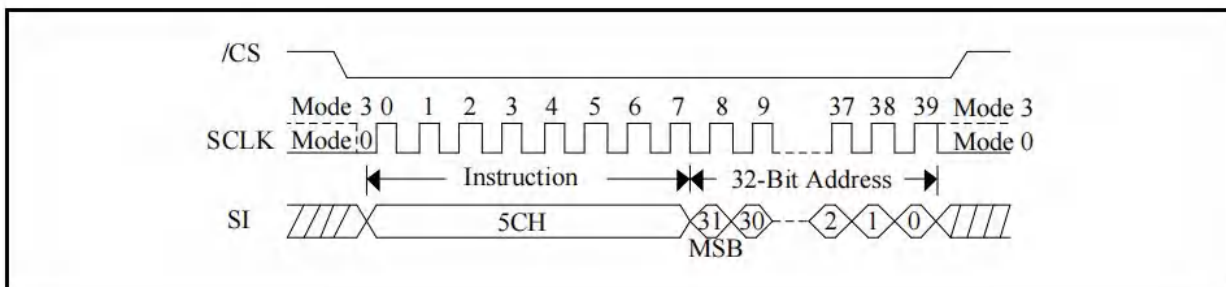 /CS
Mode 3 0 1 2 3 4 5 6 7 8 9 37 38 39 Mode 3
SCLK Mode 0 Mode 0
Instruction 32-Bit Address
SI 5CH 31 30 2 1 0
MSB